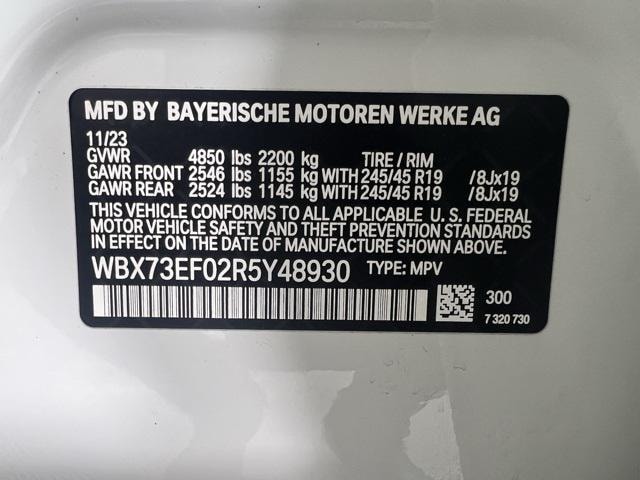 MFD BY BAYERISCHE MOTOREN WERKE AG
11/23
GVWR 4850 lbs 2200 kg TIRE / RIM
GAWR FRONT 2546 lbs 1155 kg WITH 245/45 R19 /8Jx19
GAWR REAR 2524 lbs 1145 kg WITH 245/45 R19 /8Jx19
THIS VEHICLE CONFORMS TO ALL APPLICABLE U. S. FEDERAL
MOTOR VEHICLE SAFETY AND THEFT PREVENTION STANDARDS
IN EFFECT ON THE DATE OF MANUFACTURE SHOWN ABOVE.
WBX73EF02R5Y48930 TYPE: MPV
300
7 320 730